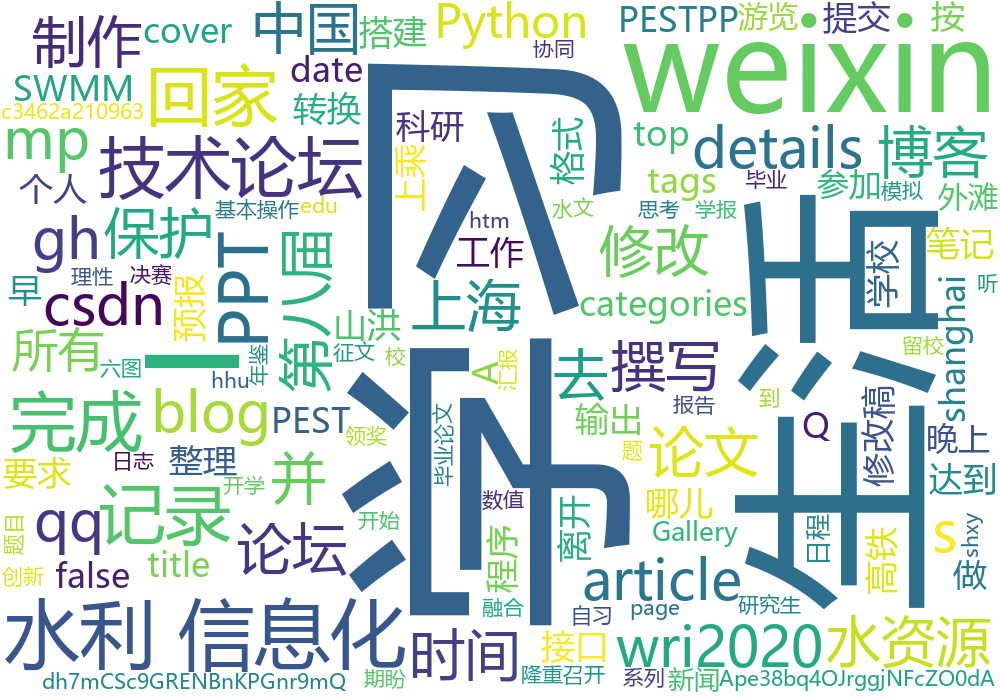 学习
生活
weixin
中国
Python
PESTPP
游览
提交
按
制作
cover
搭建
协同
SWMM
c3462a210963
回家
date
转换
科研
格式
top
details
博客
mp
技术论坛
个人
上乘
tags
毕业
参加
模拟
外滩
基本操作
edu
水文
思考
学报
gh
保护
PPT
第八届
htm
工作
修改
学校
笔记
早
理性
决赛
csdn
预报
上海
categories
shanghai
听
所有
一
山洪
征文
校
A
汇报
去
撰写
留校
六图
年鉴
hhu
到
完成
blog
PEST
领奖
毕业论文
输出
报告
题
Q
修改稿
晚上
要求
日志
整理
开学
并
论文
达到
题目
qq
记录
论坛
开始
数值
程序
离开
哪儿
Gallery
日程
高铁
s
shxy
做
创新
false
title
融合
自习
article
page
研究生
水利
信息化
时间
接口
wri2020
水资源
dh7mCSc9GRENBnKPGnr9mQ
期盼
隆重召开
系列
新闻
Ape38bq4OJrggjNFcZO0dA